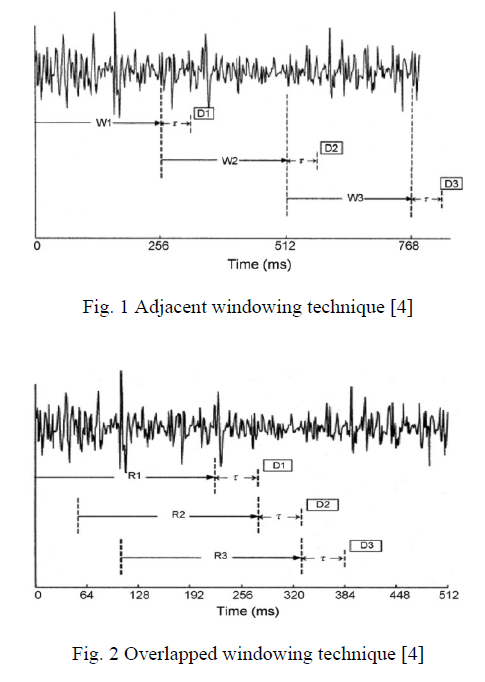 W1 τ D1
W2 τ D2
W3 τ D3
0 256 512 768
Time (ms)
Fig. 1 Adjacent windowing technique [4]
R1 τ D1
R2 τ D2
R3 τ D3
0 64 128 192 256 320 384 448 512
Time (ms)
Fig. 2 Overlapped windowing technique [4]